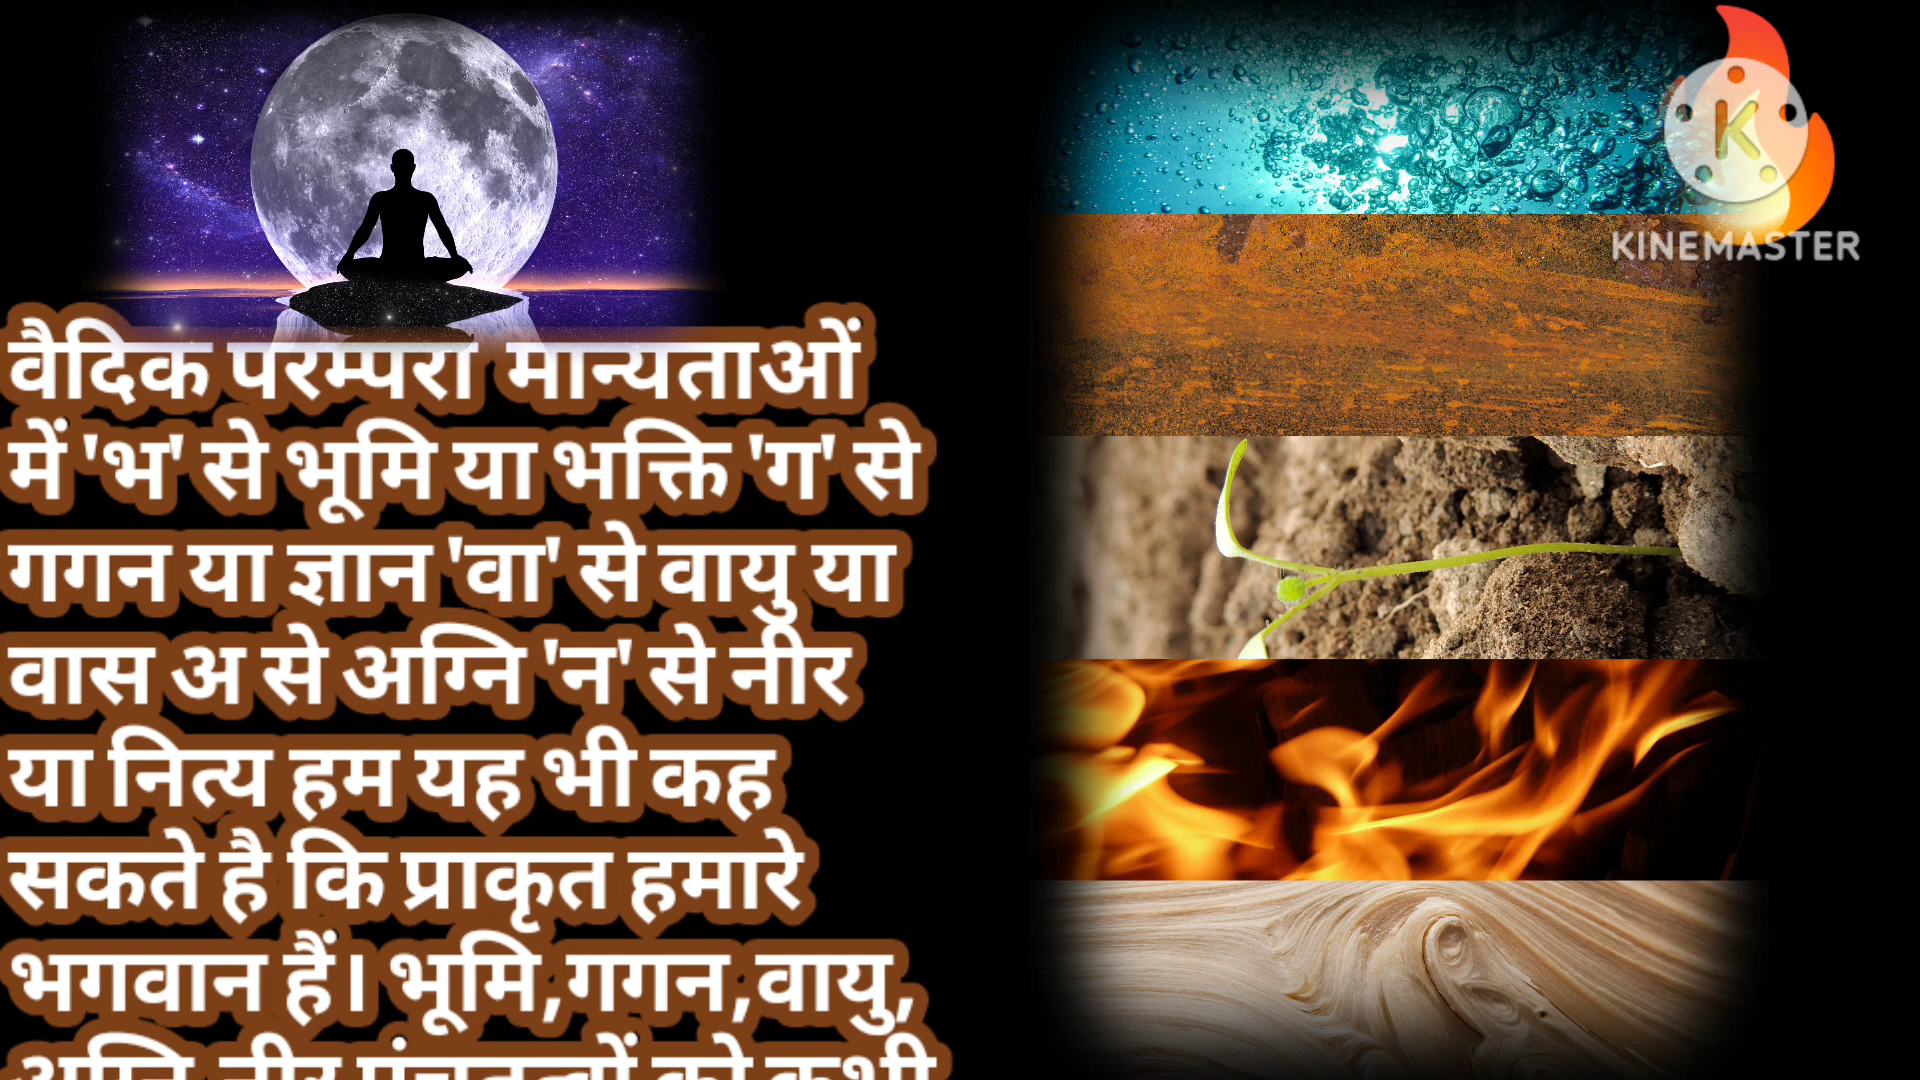 वैदिक परम्परा मान्यताओं
में 'भ' से भूमि या भक्ति 'ग' से
गगन या ज्ञान 'वा' से वायु या
वास अ से अग्नि 'न' से नीर
या नित्य हम यह भी कह
सकते है कि प्राकृत हमारे
भगवान हैं। भूमि,गगन,वायु,
KINEMASTER